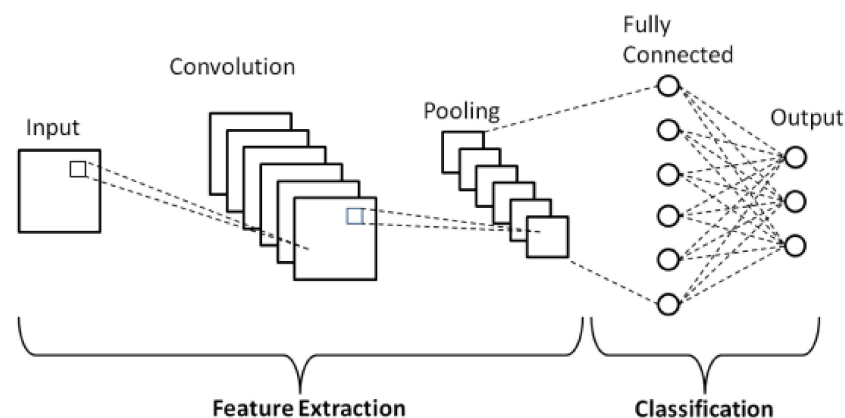 Input
Convolution
Pooling
Fully
Connected
Output
Feature Extraction
Classification